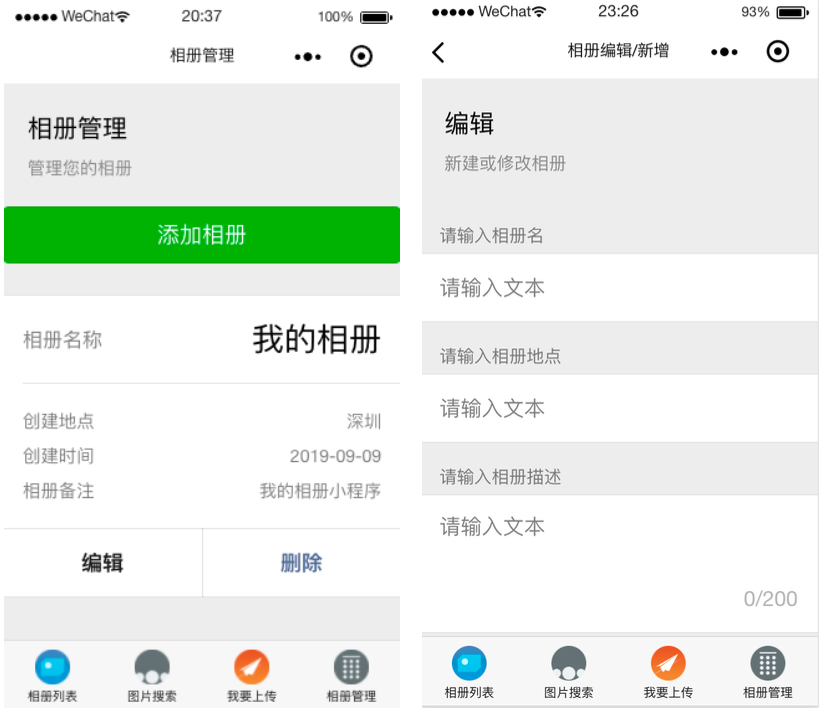 WeChat 20:37 100%
相册管理
相册管理
管理您的相册
添加相册
相册名称 我的相册
创建地点 深圳
创建时间 2019-09-09
相册备注 我的相册小程序
编辑 删除
相册列表 图片搜索 我要上传 相册管理
WeChat 23:26 93%
相册编辑/新增
编辑
新建或修改相册
请输入相册名
请输入文本
请输入相册地点
请输入文本
请输入相册描述
请输入文本
0/200
相册列表 图片搜索 我要上传 相册管理